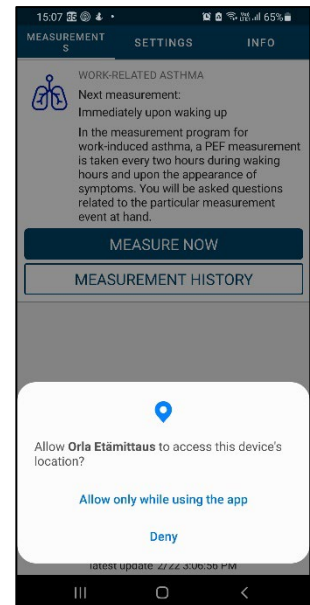 15:07
65%
MEASUREMENT
S
SETTINGS
INFO
WORK-RELATED ASTHMA
Next measurement:
Immediately upon waking up
In the measurement program for
work-induced asthma, a PEF measurement
is taken every two hours during waking
hours and upon the appearance of
symptoms. You will be asked questions
related to the particular measurement
event at hand.
MEASURE NOW
MEASUREMENT HISTORY
Allow Orla Etämittaus to access this device's
location?
Allow only while using the app
Deny
latest update 2/22 3:06:56 PM